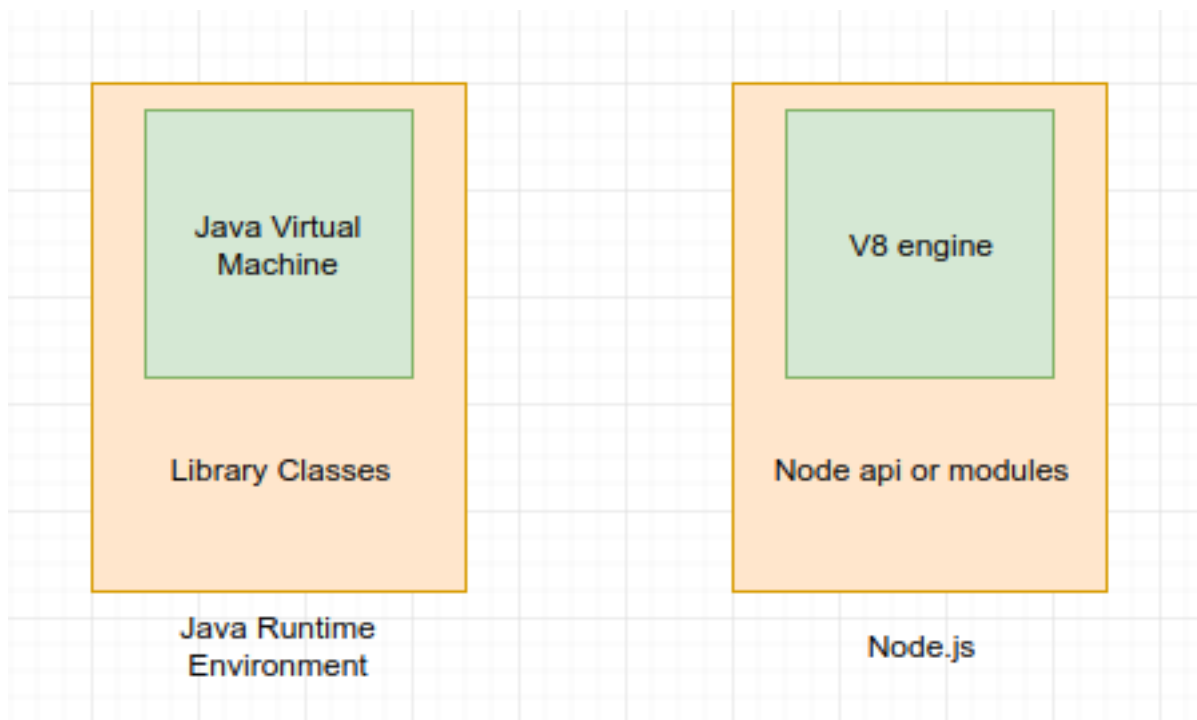 Java Virtual
Machine
Library Classes
Java Runtime
Environment
V8 engine
Node api or modules
Node.js